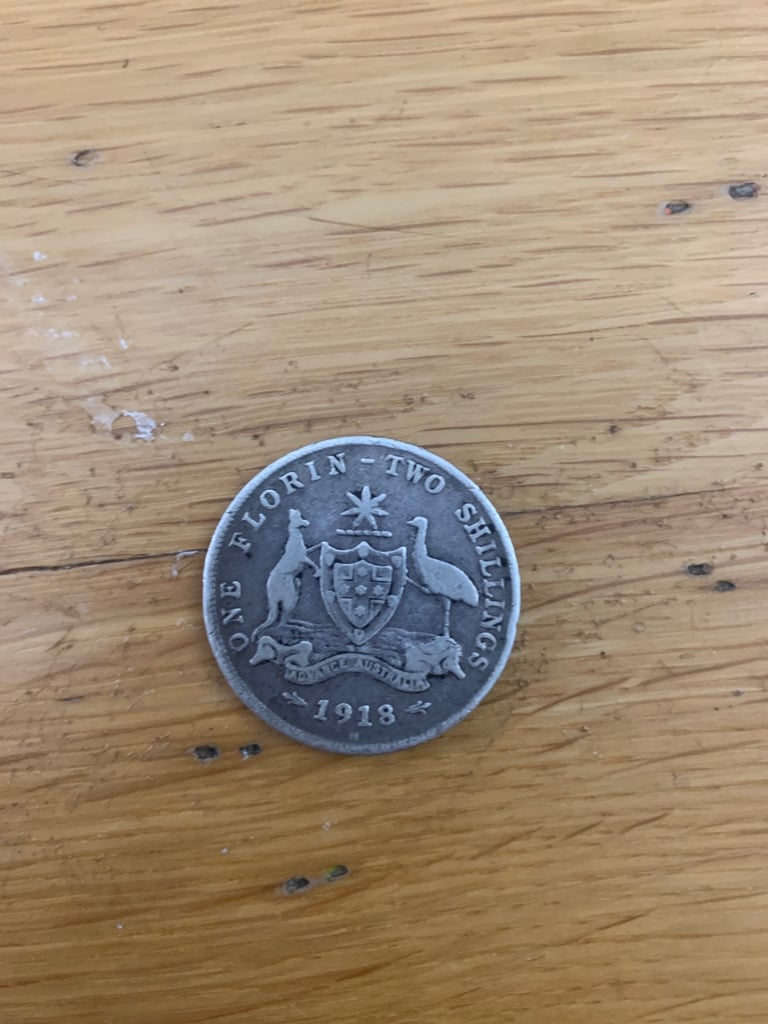 ONE FLORIN - TWO SHILLINGS
ADVANCE AUSTRALIA
1918